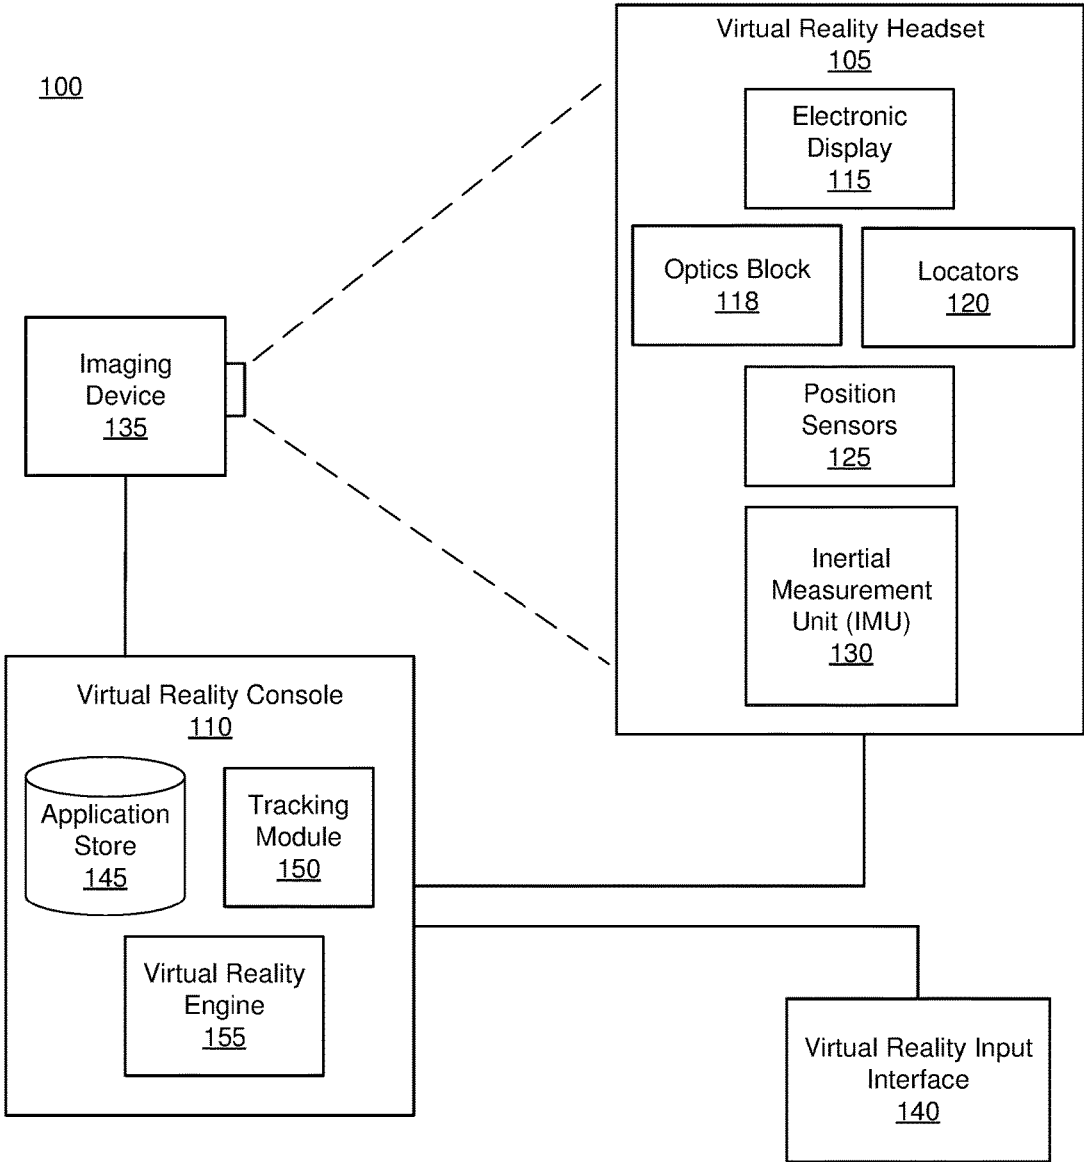 100
Virtual Reality Headset
105
Electronic
Display
115
Optics Block
118
Locators
120
Position
Sensors
125
Inertial
Measurement
Unit (IMU)
130
Imaging
Device
135
Virtual Reality Console
110
Application
Store
145
Tracking
Module
150
Virtual Reality
Engine
155
Virtual Reality Input
Interface
140